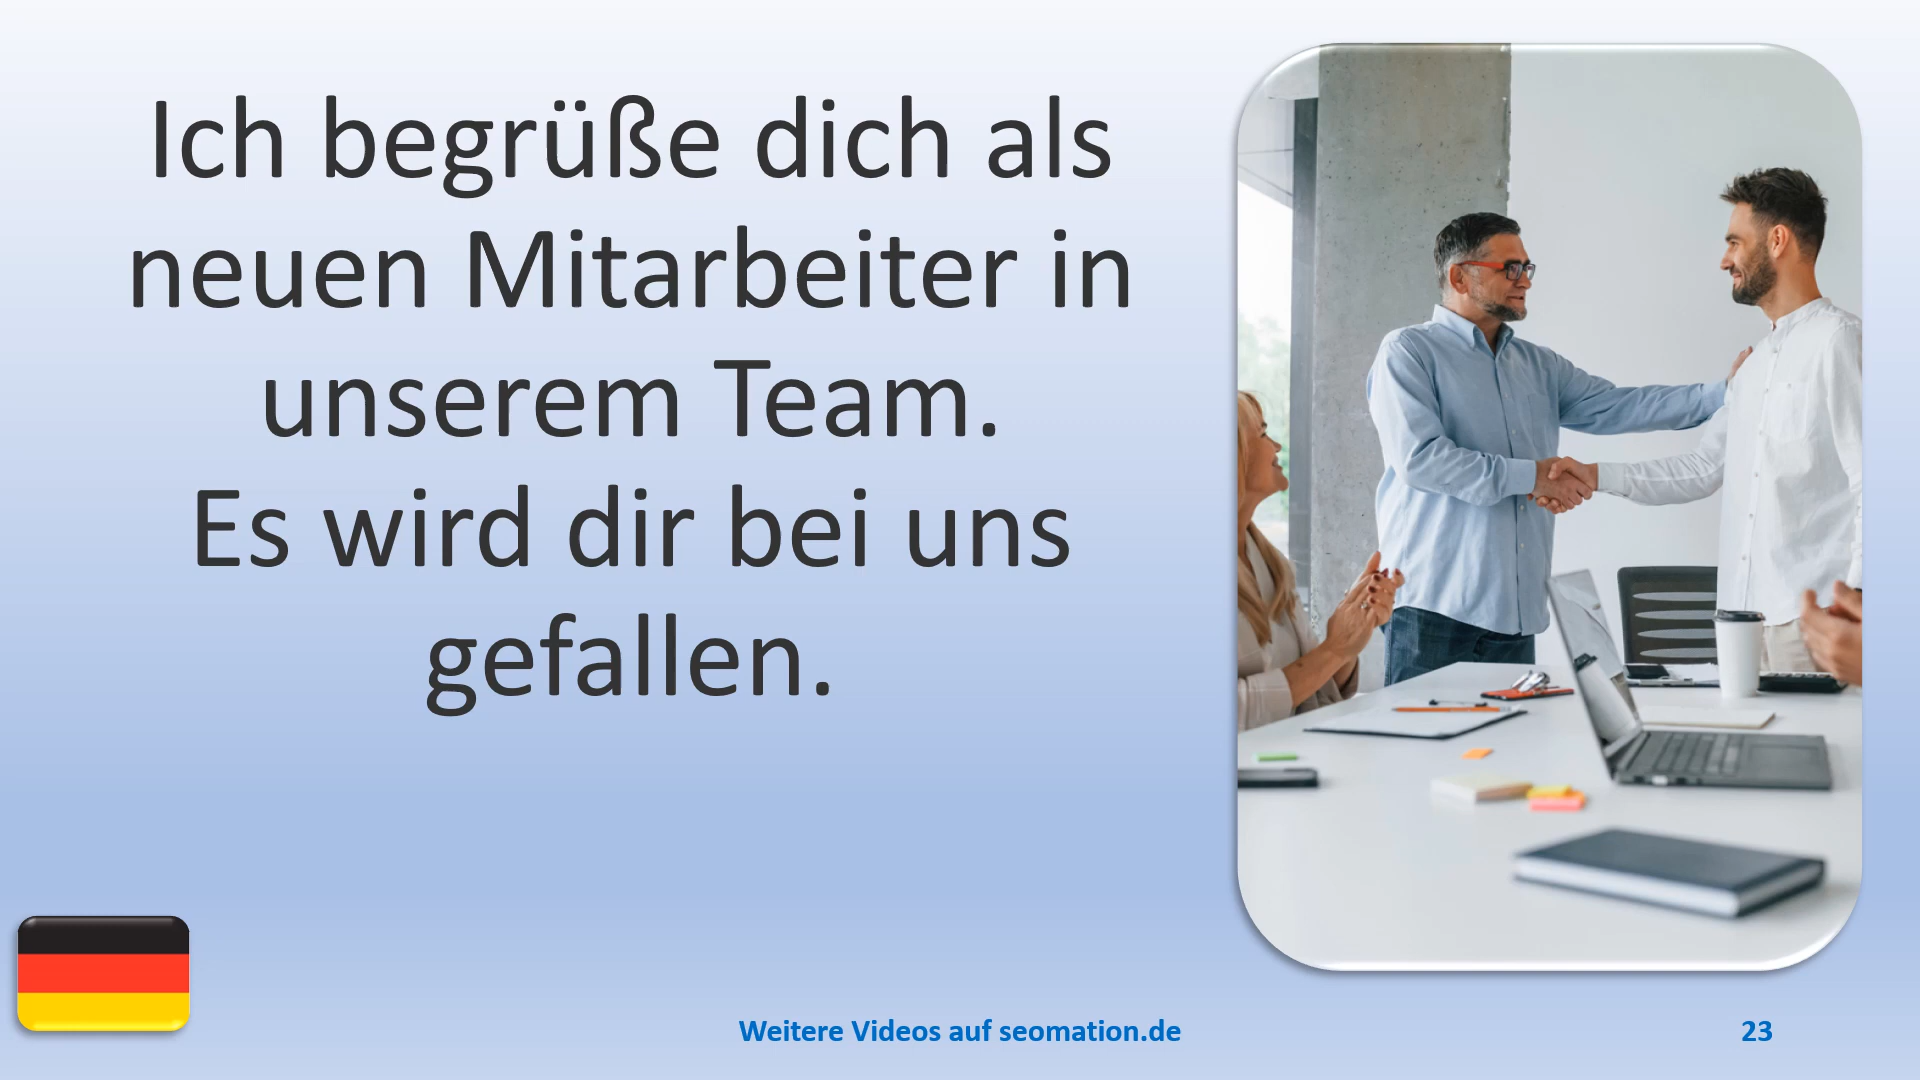 Ich begrüße dich als
neuen Mitarbeiter in
unserem Team.
Es wird dir bei uns
gefallen.
Weitere Videos auf seomation.de
23